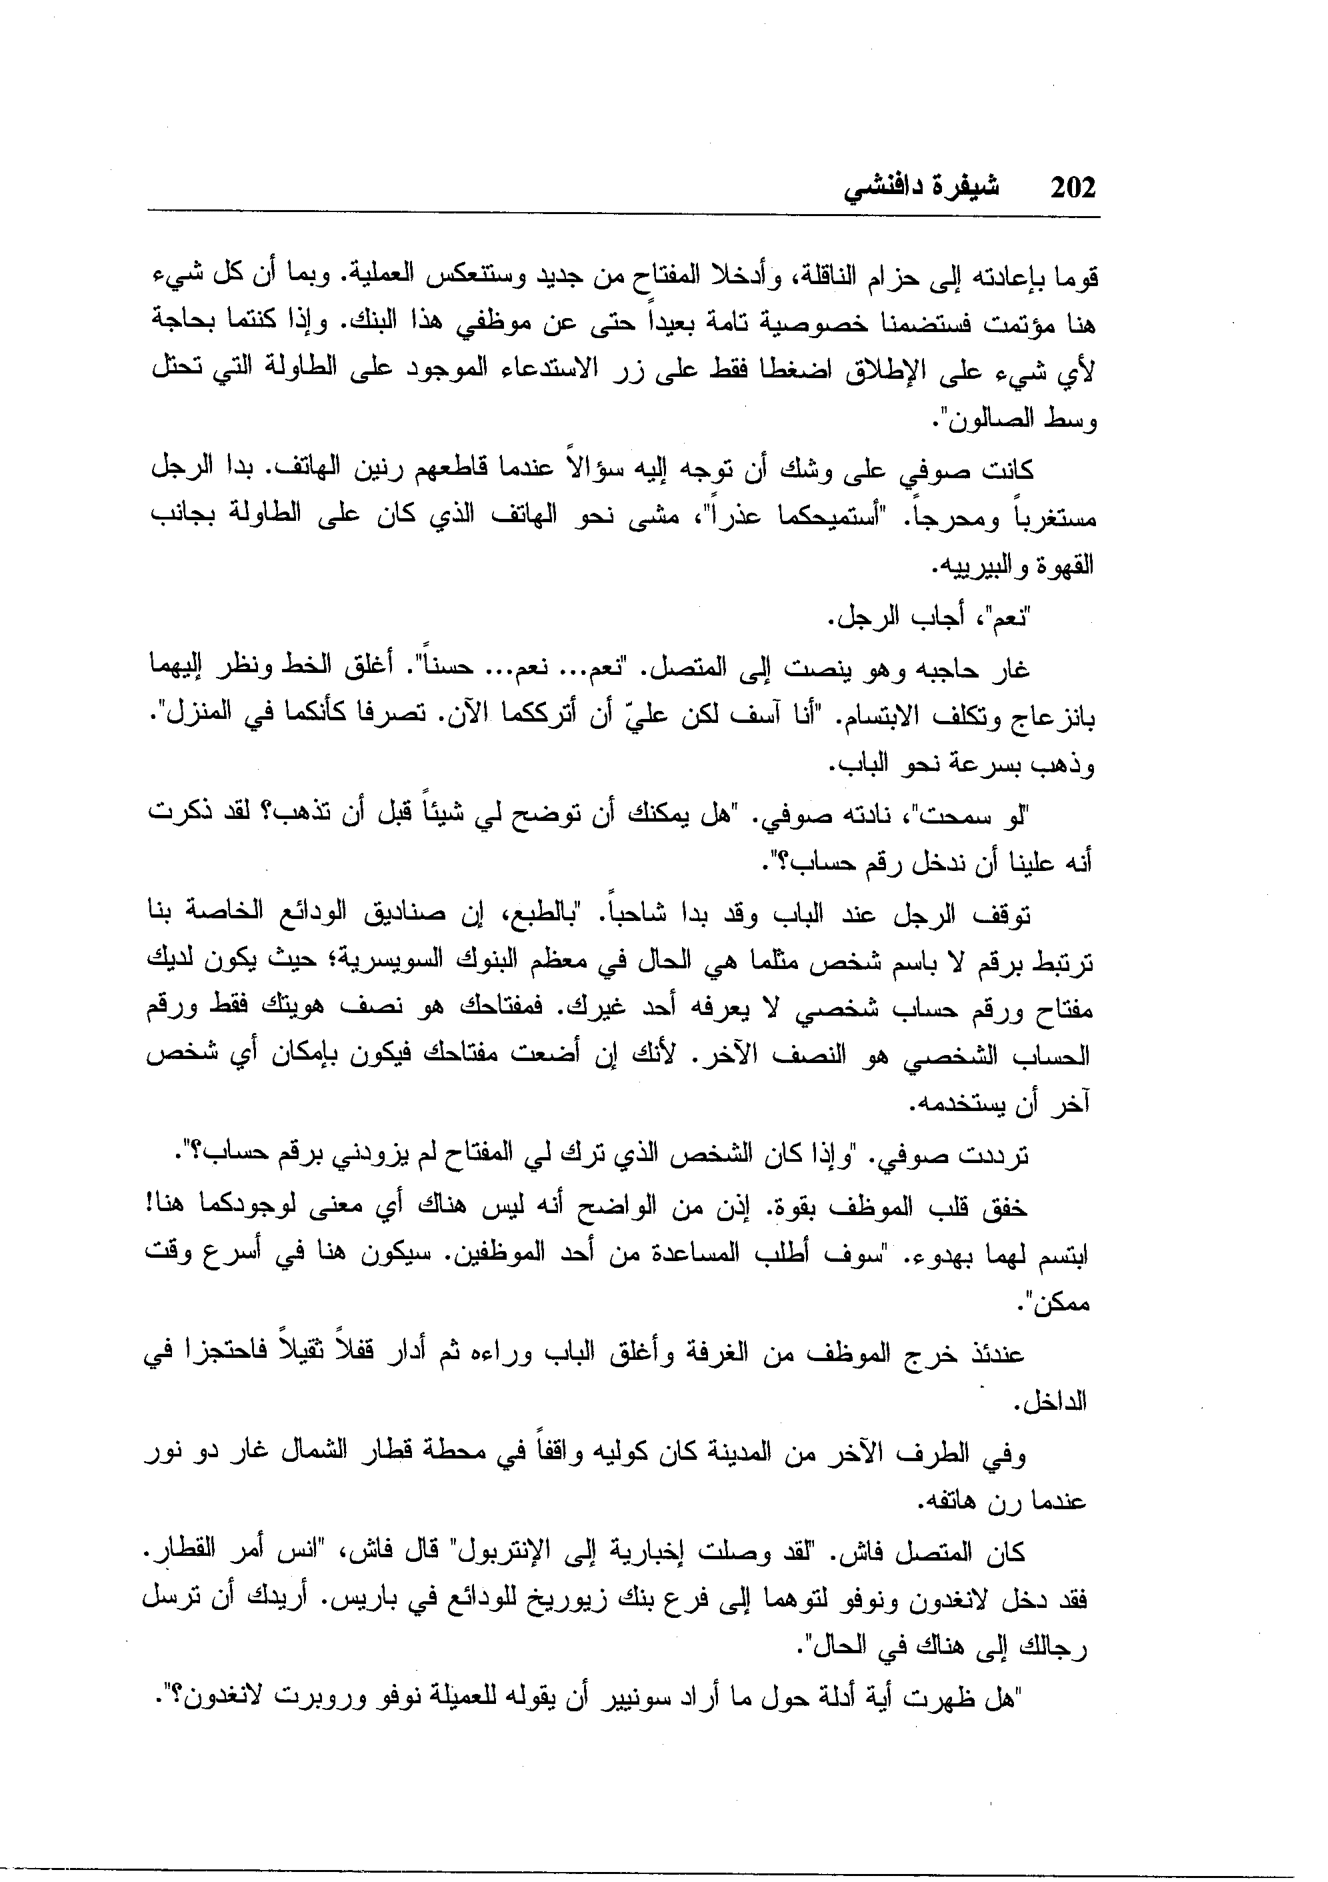 202 شيفرة دافنشي
قوما بإعادته إلى حزام الناقلة، وأدخلا المفتاح من جديد وستنعكس العملية. وبما أن كل شيء
هنا مؤتمت فستضمنا خصوصية تامة بعيداً حتى عن موظفي هذا البنك. وإذا كنتما بحاجة
لأي شيء على الإطلاق اضغطا فقط على زر الاستدعاء الموجود على الطاولة التي تحتل
وسط الصالون".
كانت صوفي على وشك أن توجه إليه سؤالاً عندما قاطعهم رنين الهاتف. بدا الرجل
مستغرباً ومحرجاً. "أستميحكما عذراً"، مشى نحو الهاتف الذي كان على الطاولة بجانب
القهوة والبيرييه.
"نعم"، أجاب الرجل.
غار حاجبه وهو ينصت إلى المتصل. "نعم... نعم... حسناً". أغلق الخط ونظر إليهما
بانزعاج وتكلف الابتسام. "أنا آسف لكن عليّ أن أترككما الآن. تصرفا كأنكما في المنزل".
وذهب بسرعة نحو الباب.
"لو سمحت"، نادته صوفي. "هل يمكنك أن توضح لي شيئاً قبل أن تذهب؟ لقد ذكرت
أنه علينا أن ندخل رقم حساب؟".
توقف الرجل عند الباب وقد بدا شاحباً. "بالطبع، إن صناديق الودائع الخاصة بنا
ترتبط برقم لا باسم شخص مثلما هي الحال في معظم البنوك السويسرية؛ حيث يكون لديك
مفتاح ورقم حساب شخصي لا يعرفه أحد غيرك. فمفتاحك هو نصف هويتك فقط ورقم
الحساب الشخصي هو النصف الآخر. لأنك إن أضعت مفتاحك فيكون بإمكان أي شخص
آخر أن يستخدمه.
ترددت صوفي. "وإذا كان الشخص الذي ترك لي المفتاح لم يزودني برقم حساب؟".
خفق قلب الموظف بقوة. إذن من الواضح أنه ليس هناك أي معنى لوجودكما هنا!
ابتسم لهما بهدوء. "سوف أطلب المساعدة من أحد الموظفين. سيكون هنا في أسرع وقت
ممكن".
عندئذ خرج الموظف من الغرفة وأغلق الباب وراءه ثم أدار قفلاً ثقيلاً فاحتجزا في
الداخل.
وفي الطرف الآخر من المدينة كان كوليه واقفاً في محطة قطار الشمال غار دو نور
عندما رن هاتفه.
كان المتصل فاش. "لقد وصلت إخبارية إلى الإنتربول" قال فاش، "انس أمر القطار.
فقد دخل لانغدون ونوفو لتوهما إلى فرع بنك زيوريخ للودائع في باريس. أريدك أن ترسل
رجالك إلى هناك في الحال".
"هل ظهرت أية أدلة حول ما أراد سونيير أن يقوله للعميلة نوفو وروبرت لانغدون؟".